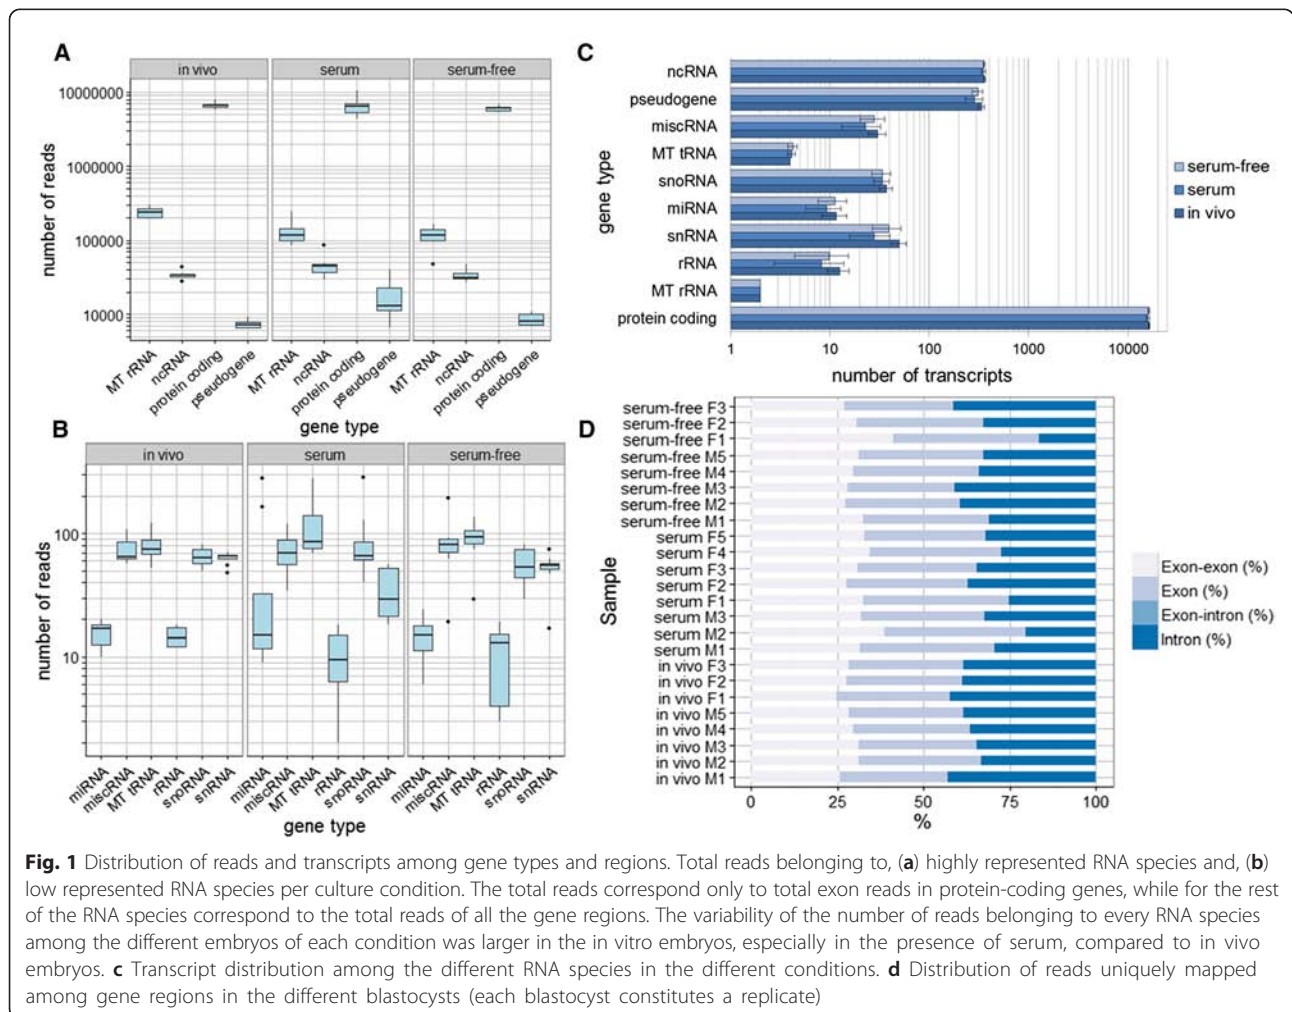 A
in vivo
serum
serum-free
10000000
1000000
100000
10000
number of reads
MT rRNA
ncRNA
protein coding
pseudogene
MT rRNA
ncRNA
protein coding
pseudogene
MT rRNA
ncRNA
protein coding
pseudogene
gene type
B
in vivo
serum
serum-free
100
10
number of reads
miRNA
miscRNA
MT tRNA
rRNA
snoRNA
snRNA
miRNA
miscRNA
MT tRNA
rRNA
snoRNA
snRNA
miRNA
miscRNA
MT tRNA
rRNA
snoRNA
snRNA
gene type
C
gene type
ncRNA
pseudogene
miscRNA
MT tRNA
snoRNA
miRNA
snRNA
rRNA
MT rRNA
protein coding
1 10 100 1000 10000
number of transcripts
serum-free
serum
in vivo
D
Sample
serum-free F3
serum-free F2
serum-free F1
serum-free M5
serum-free M4
serum-free M3
serum-free M2
serum-free M1
serum F5
serum F4
serum F3
serum F2
serum F1
serum M3
serum M2
serum M1
in vivo F3
in vivo F2
in vivo F1
in vivo M5
in vivo M4
in vivo M3
in vivo M2
in vivo M1
0 25 50 75 100
%
Exon-exon (%)
Exon (%)
Exon-intron (%)
Intron (%)
Fig. 1 Distribution of reads and transcripts among gene types and regions. Total reads belonging to, (a) highly represented RNA species and, (b)
low represented RNA species per culture condition. The total reads correspond only to total exon reads in protein-coding genes, while for the rest
of the RNA species correspond to the total reads of all the gene regions. The variability of the number of reads belonging to every RNA species
among the different embryos of each condition was larger in the in vitro embryos, especially in the presence of serum, compared to in vivo
embryos. c Transcript distribution among the different RNA species in the different conditions. d Distribution of reads uniquely mapped
among gene regions in the different blastocysts (each blastocyst constitutes a replicate)